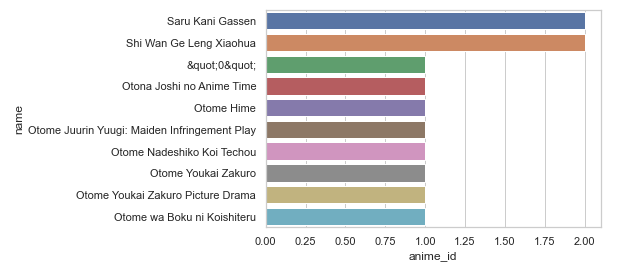 Saru Kani Gassen
Shi Wan Ge Leng Xiaohua
&quot;0&quot;
Otona Joshi no Anime Time
Otome Hime
Otome Juurin Yuugi: Maiden Infringement Play
Otome Nadeshiko Koi Techou
Otome Youkai Zakuro
Otome Youkai Zakuro Picture Drama
Otome wa Boku ni Koishiteru
name
0.00 0.25 0.50 0.75 1.00 1.25 1.50 1.75 2.00
anime_id